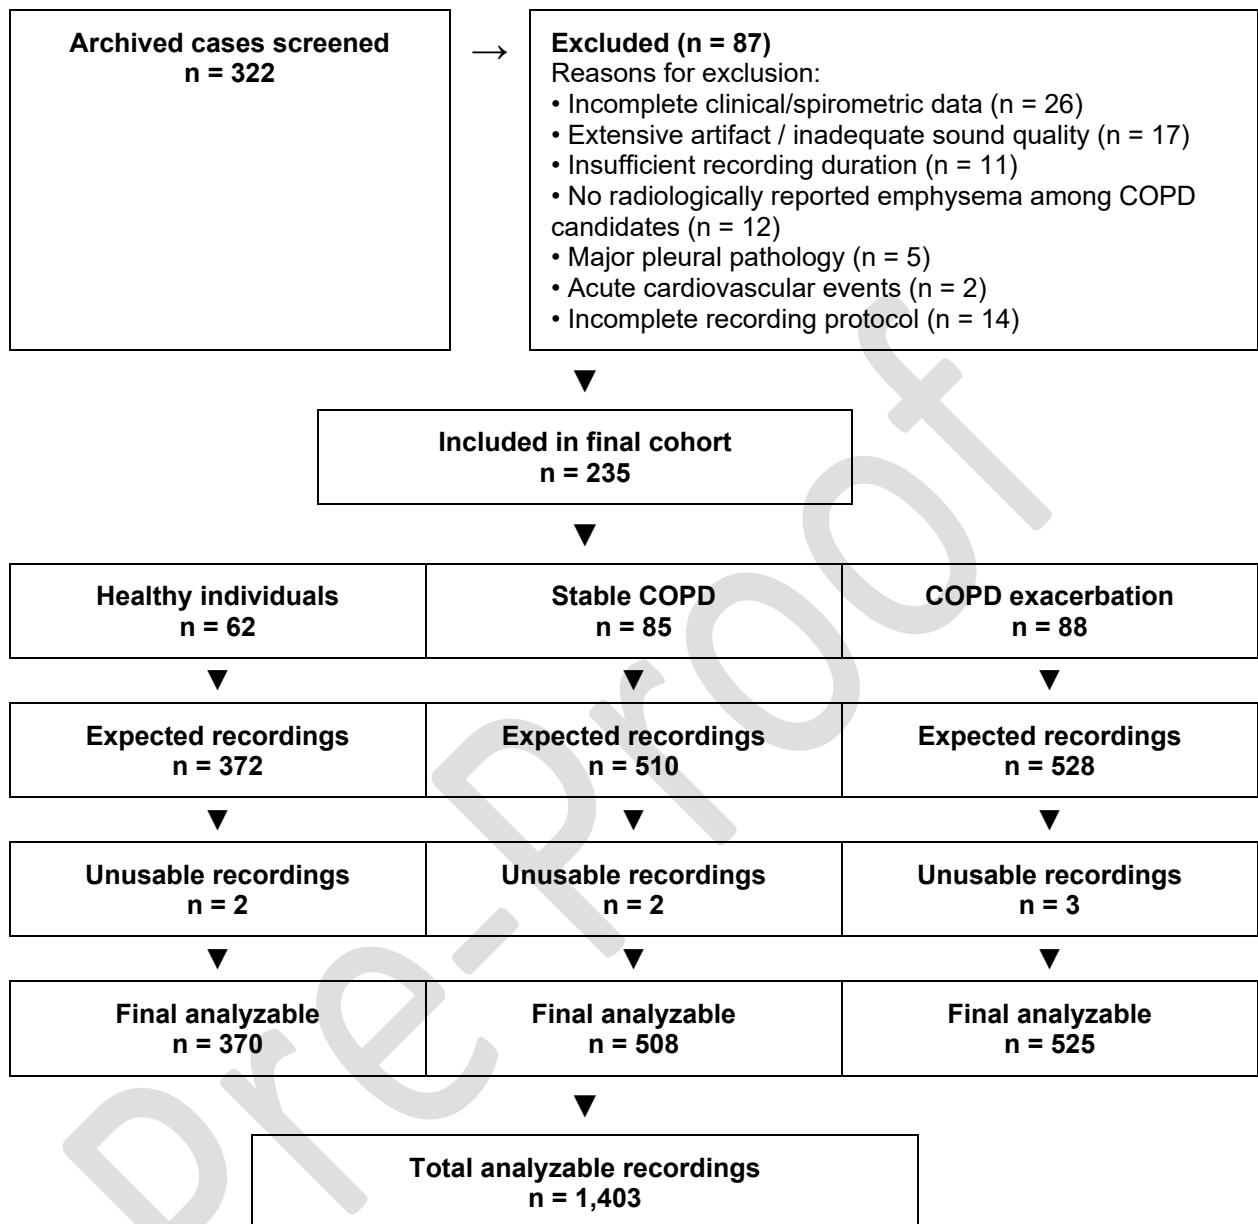 Archived cases screened
n = 322
→
Excluded (n = 87)
Reasons for exclusion:
• Incomplete clinical/spirometric data (n = 26)
• Extensive artifact / inadequate sound quality (n = 17)
• Insufficient recording duration (n = 11)
• No radiologically reported emphysema among COPD
candidates (n = 12)
• Major pleural pathology (n = 5)
• Acute cardiovascular events (n = 2)
• Incomplete recording protocol (n = 14)
▼
Included in final cohort
n = 235
▼
Healthy individuals
n = 62
Stable COPD
n = 85
COPD exacerbation
n = 88
▼ ▼ ▼
Expected recordings
n = 372
Expected recordings
n = 510
Expected recordings
n = 528
▼ ▼ ▼
Unusable recordings
n = 2
Unusable recordings
n = 2
Unusable recordings
n = 3
▼ ▼ ▼
Final analyzable
n = 370
Final analyzable
n = 508
Final analyzable
n = 525
▼
Total analyzable recordings
n = 1,403
Pre-Proof